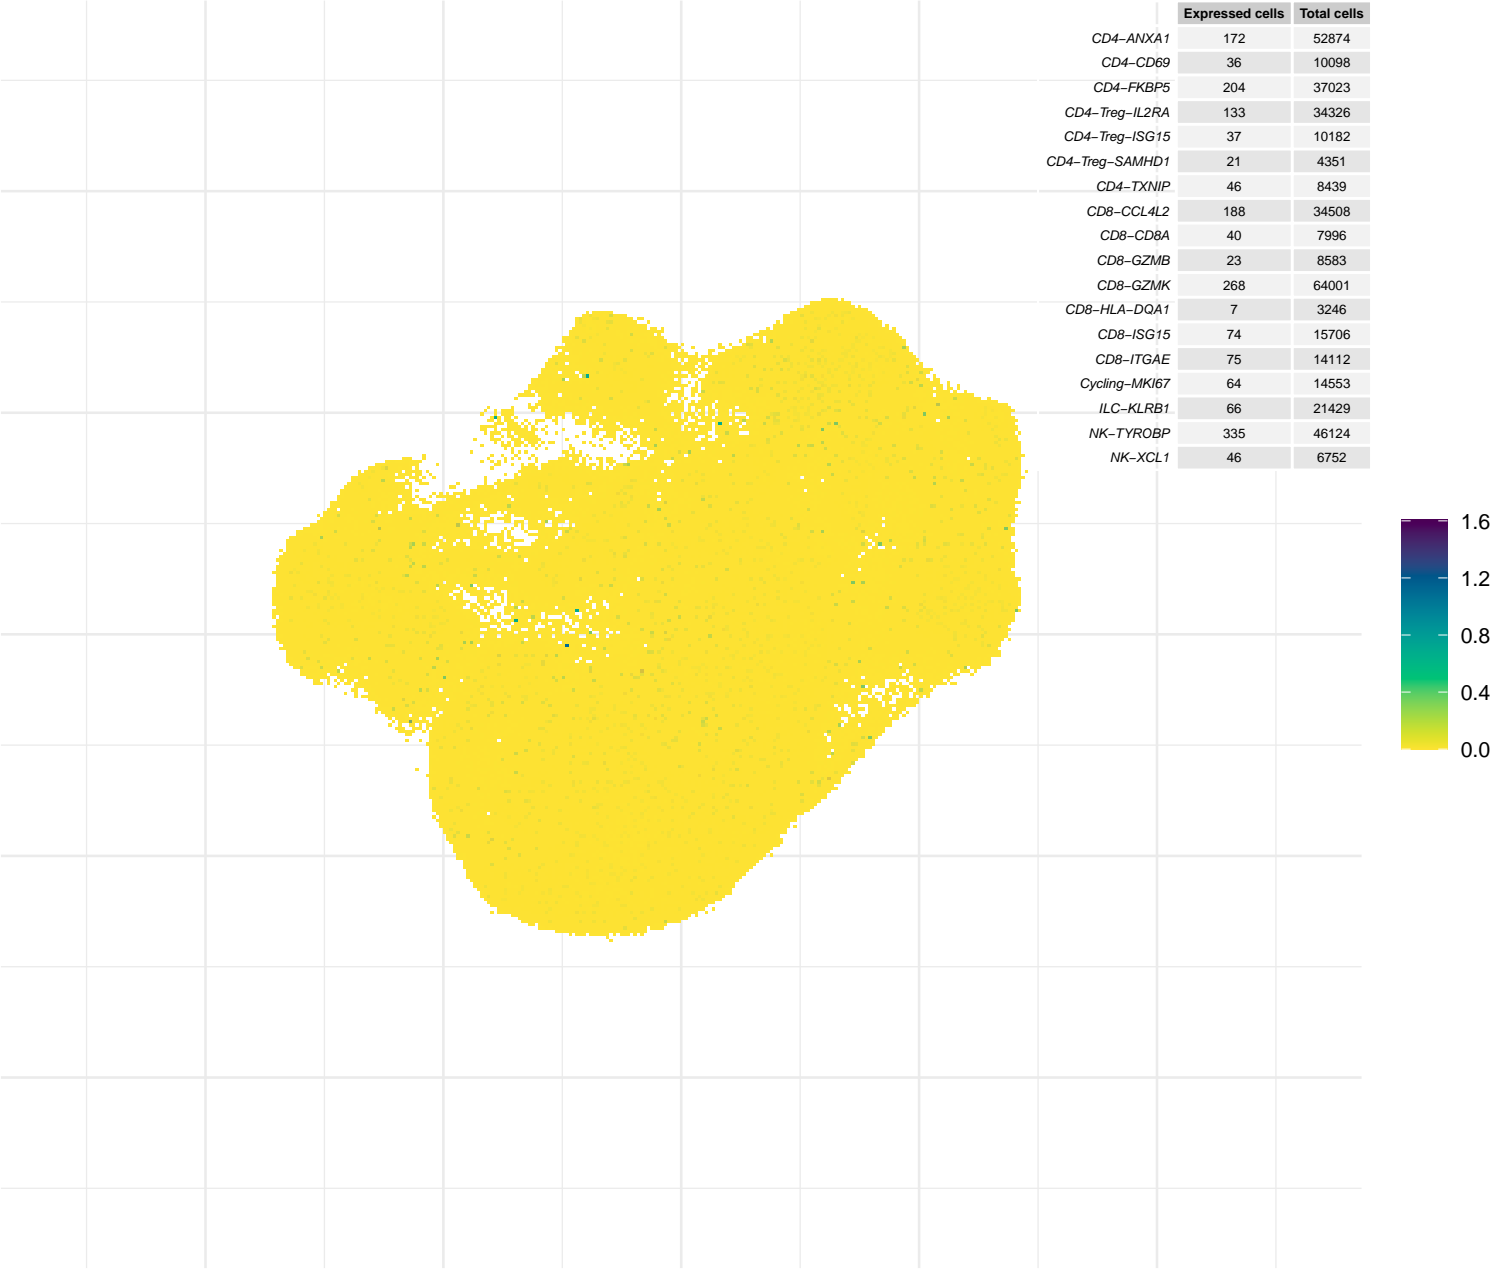 Expressed cells Total cells
CD4−ANXA1 172 52874
CD4−CD69 36 10098
CD4−FKBP5 204 37023
CD4−Treg−IL2RA 133 34326
CD4−Treg−ISG15 37 10182
CD4−Treg−SAMHD1 21 4351
CD4−TXNIP 46 8439
CD8−CCL4L2 188 34508
CD8−CD8A 40 7996
CD8−GZMB 23 8583
CD8−GZMK 268 64001
CD8−HLA−DQA1 7 3246
CD8−ISG15 74 15706
CD8−ITGAE 75 14112
Cycling−MKI67 64 14553
ILC−KLRB1 66 21429
NK−TYROBP 335 46124
NK−XCL1 46 6752
1.6
1.2
0.8
0.4
0.0